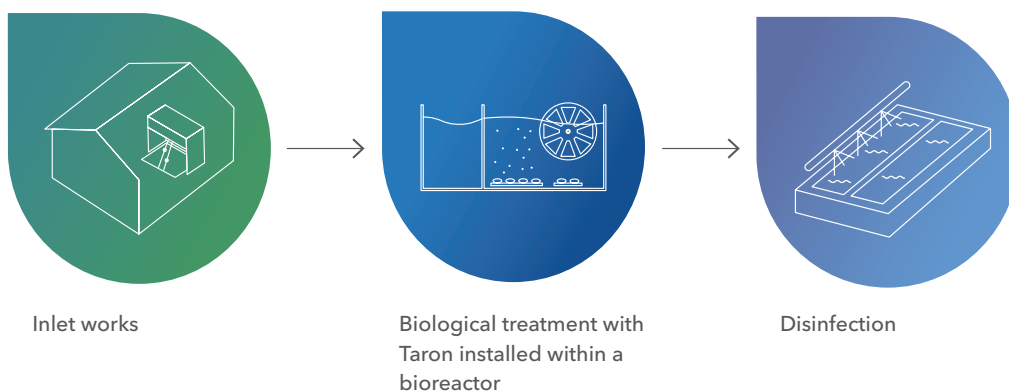 Inlet works
Biological treatment with
Taron installed within a
bioreactor
Disinfection